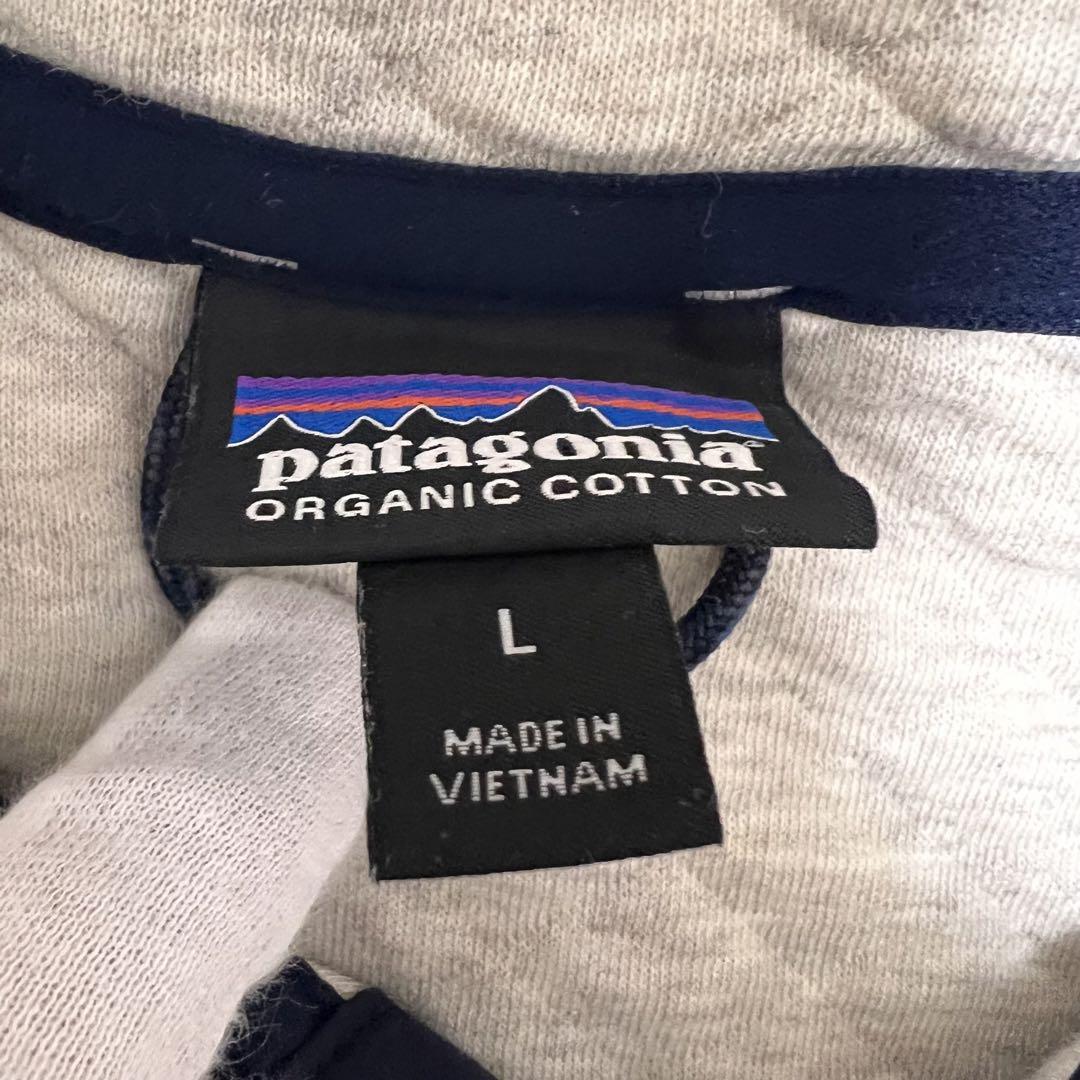 patagonia
ORGANIC COTTON
L
MADE IN
VIETNAM